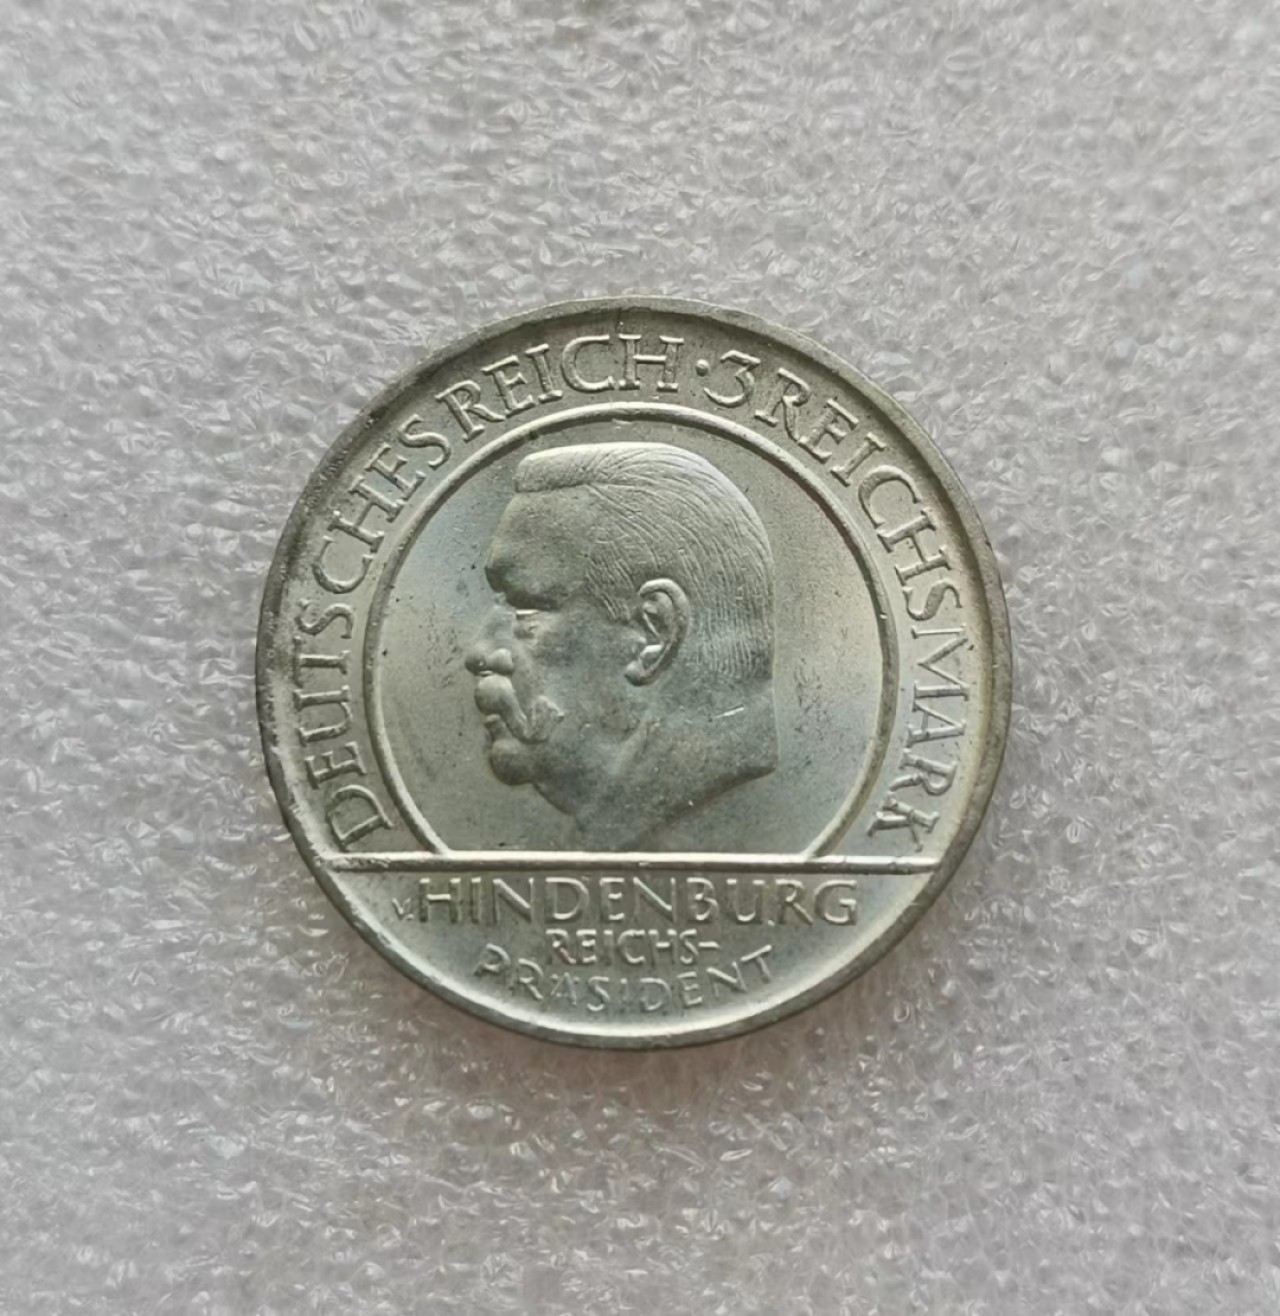 DEUTSCHES REICH · 3 REICHSMARK
v. HINDENBURG
REICHS-
PRÄSIDENT